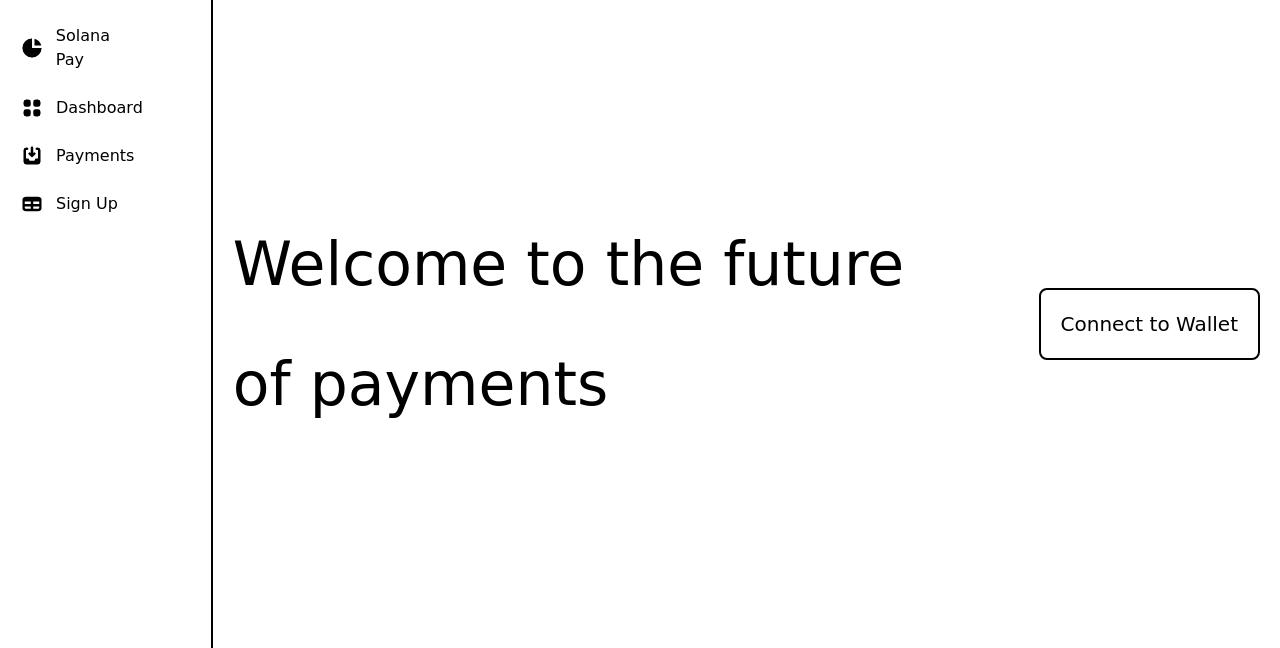 Solana
Pay
Dashboard
Payments
Sign Up
Welcome to the future
of payments
Connect to Wallet